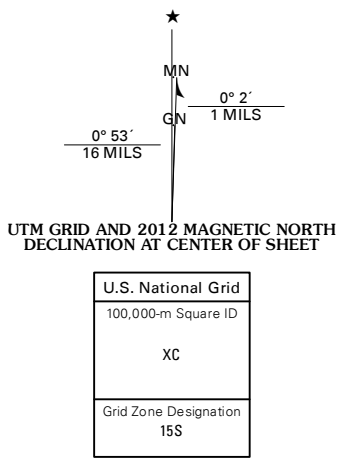 ★
MN
0° 2´
1 MILS
GN
0° 53´
16 MILS
UTM GRID AND 2012 MAGNETIC NORTH
DECLINATION AT CENTER OF SHEET
U.S. National Grid
100,000-m Square ID
XC
Grid Zone Designation
15S